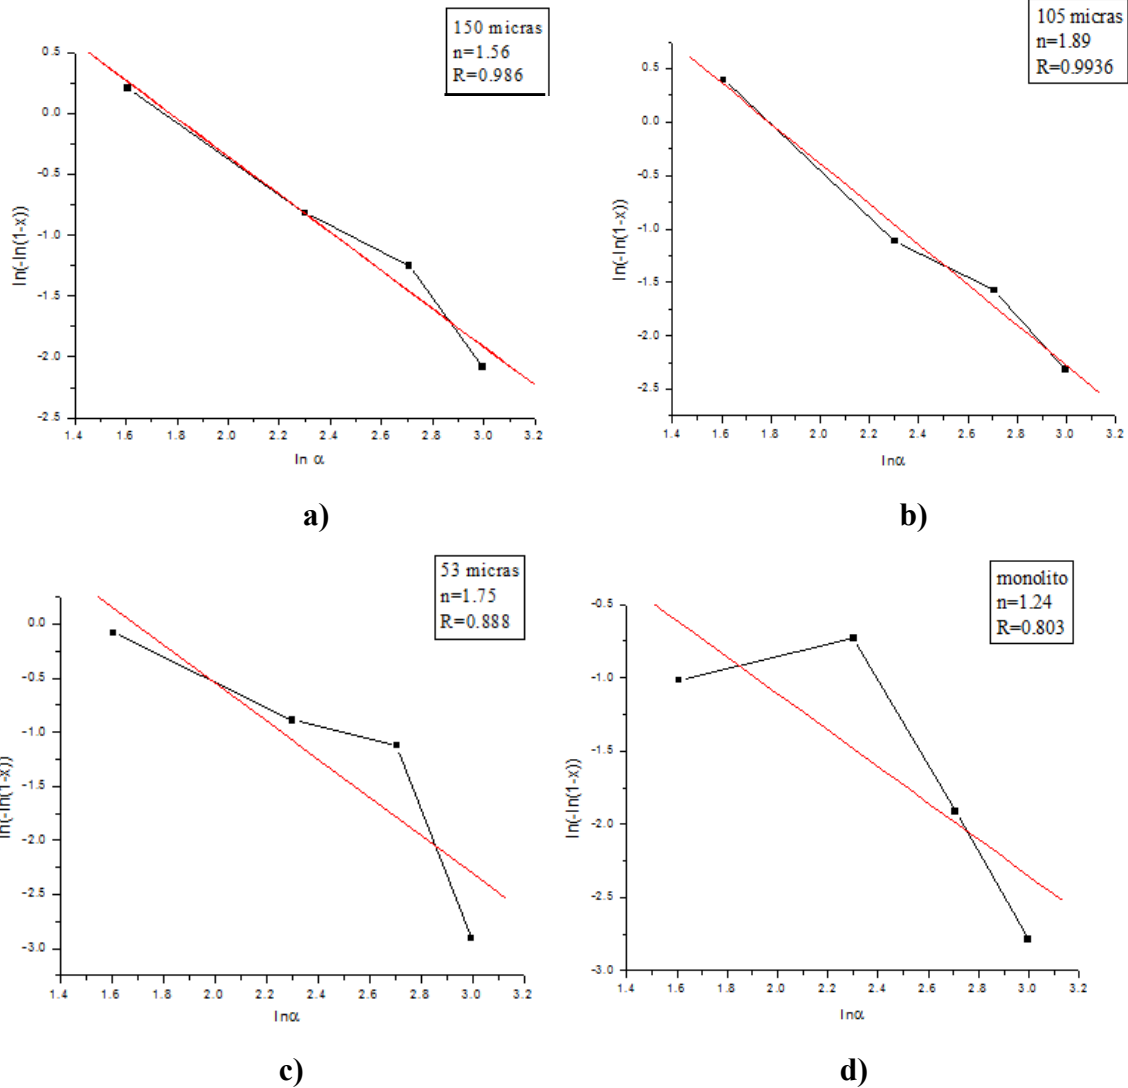 150 micras
n=1.56
R=0.986
0.5
0.0
-0.5
-1.0
-1.5
-2.0
-2.5
ln(-ln(1-x))
1.4 1.6 1.8 2.0 2.2 2.4 2.6 2.8 3.0 3.2
ln α
a)
105 micras
n=1.89
R=0.9936
0.5
0.0
-0.5
-1.0
-1.5
-2.0
-2.5
ln(-ln(1-x))
1.4 1.6 1.8 2.0 2.2 2.4 2.6 2.8 3.0 3.2
lnα
b)
53 micras
n=1.75
R=0.888
0.0
-0.5
-1.0
-1.5
-2.0
-2.5
-3.0
ln(-ln(1-x))
1.4 1.6 1.8 2.0 2.2 2.4 2.6 2.8 3.0 3.2
lnα
c)
monolito
n=1.24
R=0.803
-0.5
-1.0
-1.5
-2.0
-2.5
-3.0
ln(-ln(1-x))
1.4 1.6 1.8 2.0 2.2 2.4 2.6 2.8 3.0 3.2
lnα
d)